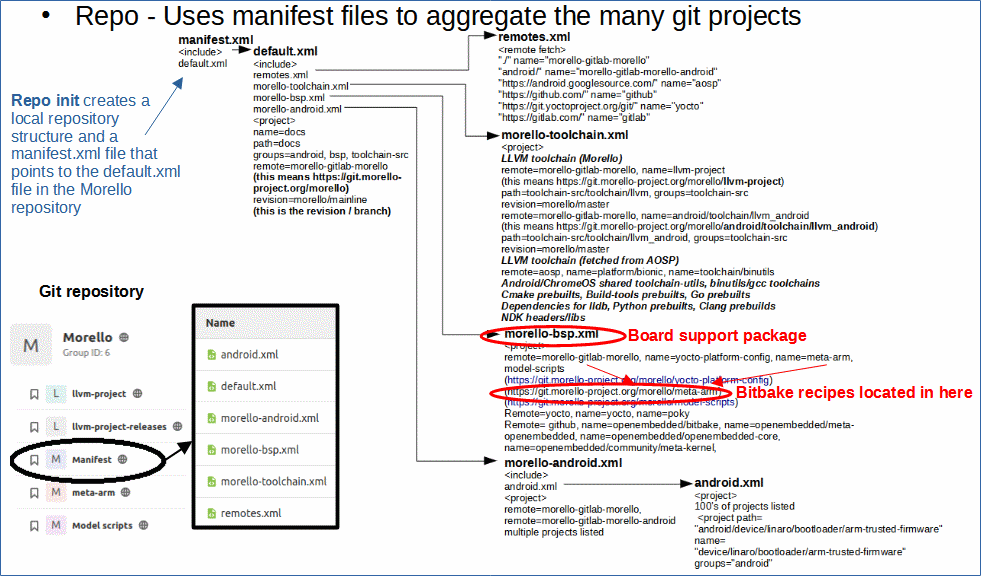 • Repo - Uses manifest files to aggregate the many git projects
manifest.xml
<include>
default.xml
Repo init creates a
local repository
structure and a
manifest.xml file that
points to the default.xml
file in the Morello
repository
default.xml
<include>
remotes.xml
morello-toolchain.xml
morello-bsp.xml
morello-android.xml
<project>
name=docs
path=docs
groups=android, bsp, toolchain-src
remote=morello-gitlab-morello
(this means https://git.morello-
project.org/morello)
revision=morello/mainline
(this is the revision / branch)
remotes.xml
<remote fetch>
"./" name="morello-gitlab-morello"
"android/" name="morello-gitlab-morello-android"
"https://android.googlesource.com/" name="aosp"
"https://github.com/" name="github"
"https://git.yoctoproject.org/git/" name="yocto"
"https://gitlab.com/" name="gitlab"
morello-toolchain.xml
<project>
LLVM toolchain (Morello)
remote=morello-gitlab-morello, name=llvm-project
(this means https://git.morello-project.org/morello/llvm-project)
path=toolchain-src/toolchain/llvm, groups=toolchain-src
revision=morello/master
remote=morello-gitlab-morello, name=android/toolchain/llvm_android
(this means https://git.morello-project.org/morello/android/toolchain/llvm_android)
path=toolchain-src/toolchain/llvm_android, groups=toolchain-src
revision=morello/master
LLVM toolchain (fetched from AOSP)
remote=aosp, name=platform/bionic, name=toolchain/binutils
Android/ChromeOS shared toolchain-utils, binutils/gcc toolchains
Cmake prebuilts, Build-tools prebuilts, Go prebuilts
Dependencies for lldb, Python prebuilts, Clang prebuilds
NDK headers/libs
morello-bsp.xml
Board support package
<project>
remote=morello-gitlab-morello, name=yocto-platform-config, name=meta-arm,
model-scripts
(https://git.morello-project.org/morello/yocto-platform-config)
(https://git.morello-project.org/morello/meta-arm)
Bitbake recipes located in here
(https://git.morello-project.org/morello/model-scripts)
Remote=yocto, name=yocto, name=poky
Remote= github, name=openembedded/bitbake, name=openembedded/meta-
openembedded, name=openembedded/openembedded-core,
name=openembedded/community/meta-kernel,
morello-android.xml
<include>
android.xml
<project>
remote=morello-gitlab-morello,
remote=morello-gitlab-morello-android
multiple projects listed
android.xml
<project>
100's of projects listed
<project path=
"android/device/linaro/bootloader/arm-trusted-firmware"
name=
"device/linaro/bootloader/arm-trusted-firmware"
groups="android"
Git repository
M
Morello
Group ID: 6
L llvm-project
L llvm-project-releases
M Manifest
M meta-arm
M Model scripts
Name
android.xml
default.xml
morello-android.xml
morello-bsp.xml
morello-toolchain.xml
remotes.xml